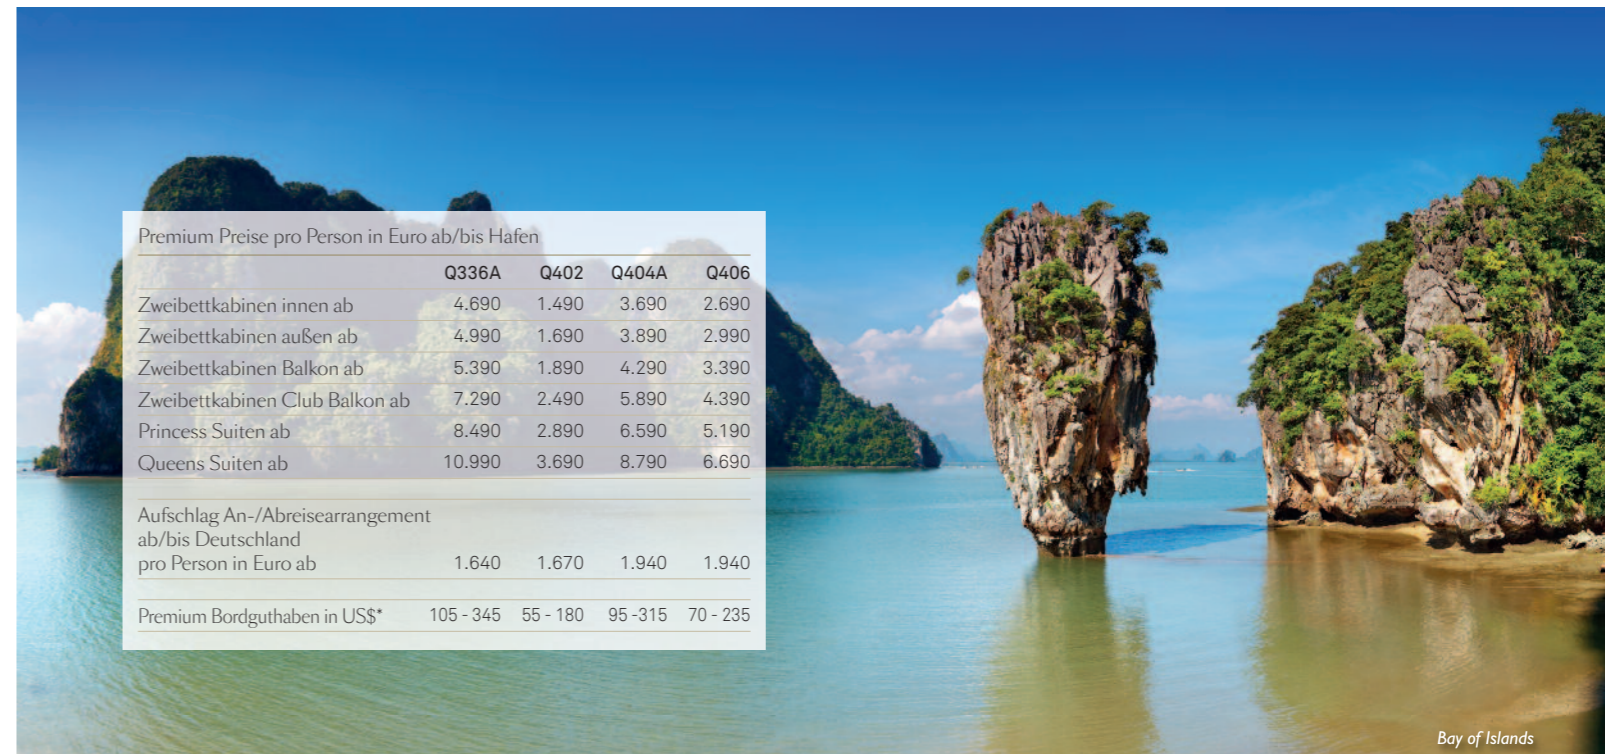 Premium Preise pro Person in Euro ab/bis Hafen
Q336A Q402 Q404A Q406
Zweibettkabinen innen ab 4.690 1.490 3.690 2.690
Zweibettkabinen außen ab 4.990 1.690 3.890 2.990
Zweibettkabinen Balkon ab 5.390 1.890 4.290 3.390
Zweibettkabinen Club Balkon ab 7.290 2.490 5.890 4.390
Princess Suiten ab 8.490 2.890 6.590 5.190
Queens Suiten ab 10.990 3.690 8.790 6.690
Aufschlag An-/Abreisearrangement
ab/bis Deutschland
pro Person in Euro ab 1.640 1.670 1.940 1.940
Premium Bordguthaben in US$* 105 - 345 55 - 180 95 -315 70 - 235
Bay of Islands